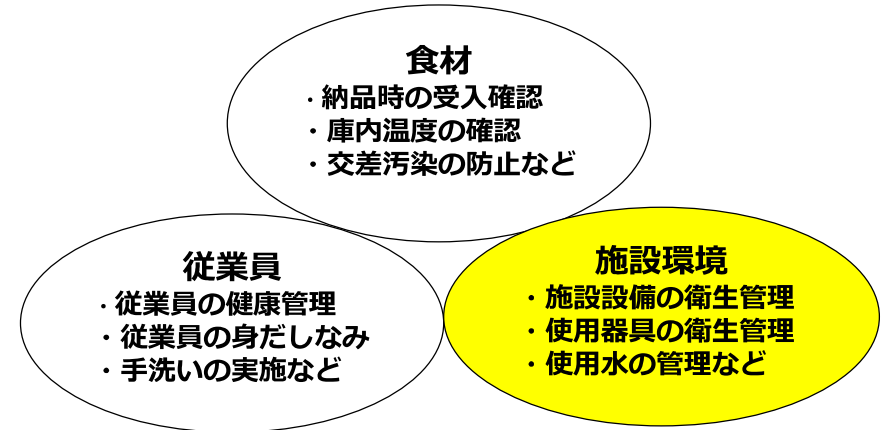 食材
・納品時の受入確認
・庫内温度の確認
・交差汚染の防止など
従業員
・従業員の健康管理
・従業員の身だしなみ
・手洗いの実施など
施設環境
・施設設備の衛生管理
・使用器具の衛生管理
・使用水の管理など